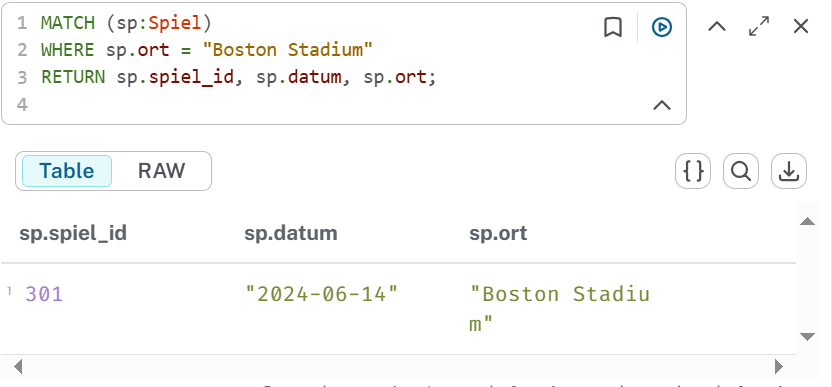 1 MATCH (sp:Spiel)
2 WHERE sp.ort = "Boston Stadium"
3 RETURN sp.spiel_id, sp.datum, sp.ort;
4
Table RAW
{}
sp.spiel_id sp.datum sp.ort
1 301 "2024-06-14" "Boston Stadiu
m"